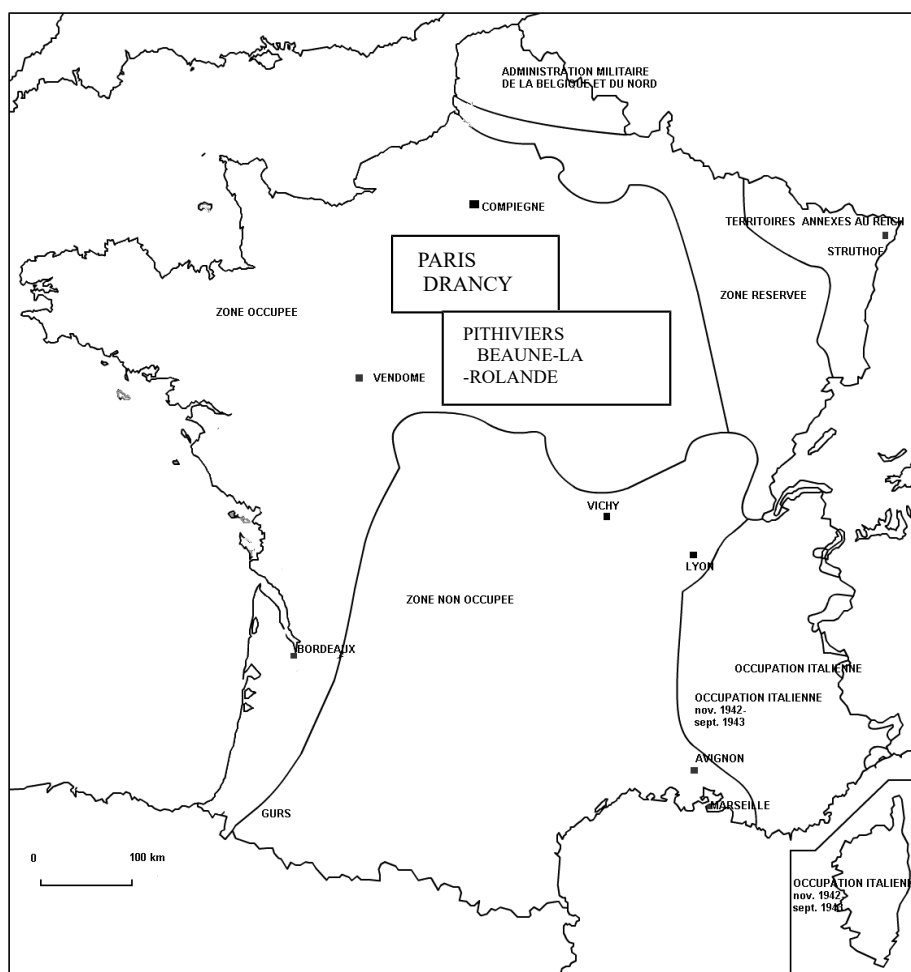 ADMINISTRATION MILITAIRE
DE LA BELGIQUE ET DU NORD
COMPIEGNE
TERRITOIRES ANNEXES AU REICH
STRUTHOF
PARIS
DRANCY
ZONE RESERVEE
ZONE OCCUPEE
PITHIVIERS
BEAUNE-LA
-ROLANDE
VENDOME
VICHY
LYON
ZONE NON OCCUPEE
BORDEAUX
OCCUPATION ITALIENNE
OCCUPATION ITALIENNE
nov. 1942-
sept. 1943
AVIGNON
MARSEILLE
GURS
0 100 km
OCCUPATION ITALIENN
nov. 1942-
sept. 1943